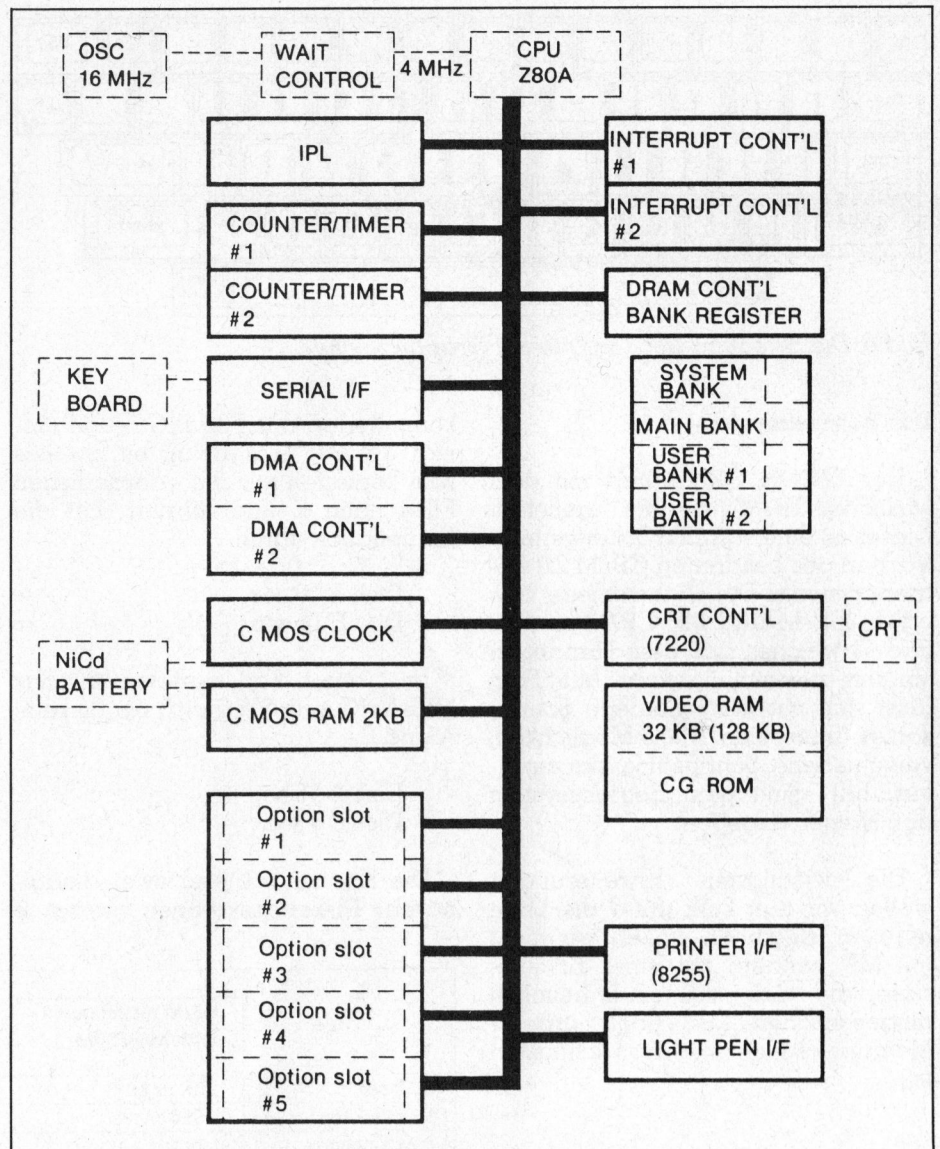 OSC
16 MHz
WAIT
CONTROL
4 MHz
CPU
Z80A
IPL
INTERRUPT CONT'L
#1
INTERRUPT CONT'L
#2
COUNTER/TIMER
#1
COUNTER/TIMER
#2
DRAM CONT'L
BANK REGISTER
KEY
BOARD
SERIAL I/F
SYSTEM
BANK
MAIN BANK
USER
BANK #1
USER
BANK #2
DMA CONT'L
#1
DMA CONT'L
#2
C MOS CLOCK
CRT CONT'L
(7220)
CRT
NiCd
BATTERY
C MOS RAM 2KB
VIDEO RAM
32 KB (128 KB)
CG ROM
Option slot
#1
Option slot
#2
Option slot
#3
PRINTER I/F
(8255)
Option slot
#4
LIGHT PEN I/F
Option slot
#5